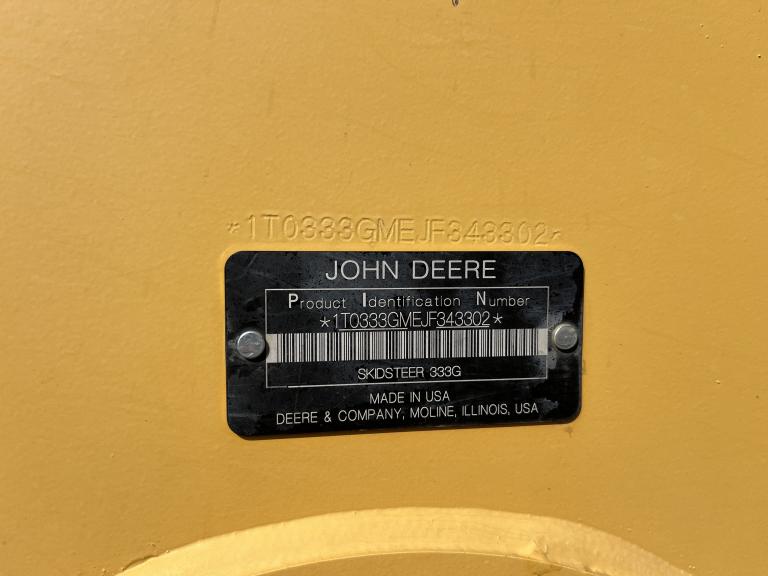 *1T0333GMEJF343302*
JOHN DEERE
Product Identification Number
*1T0333GMEJF343302*
SKIDSTEER 333G
MADE IN USA
DEERE & COMPANY, MOLINE, ILLINOIS, USA